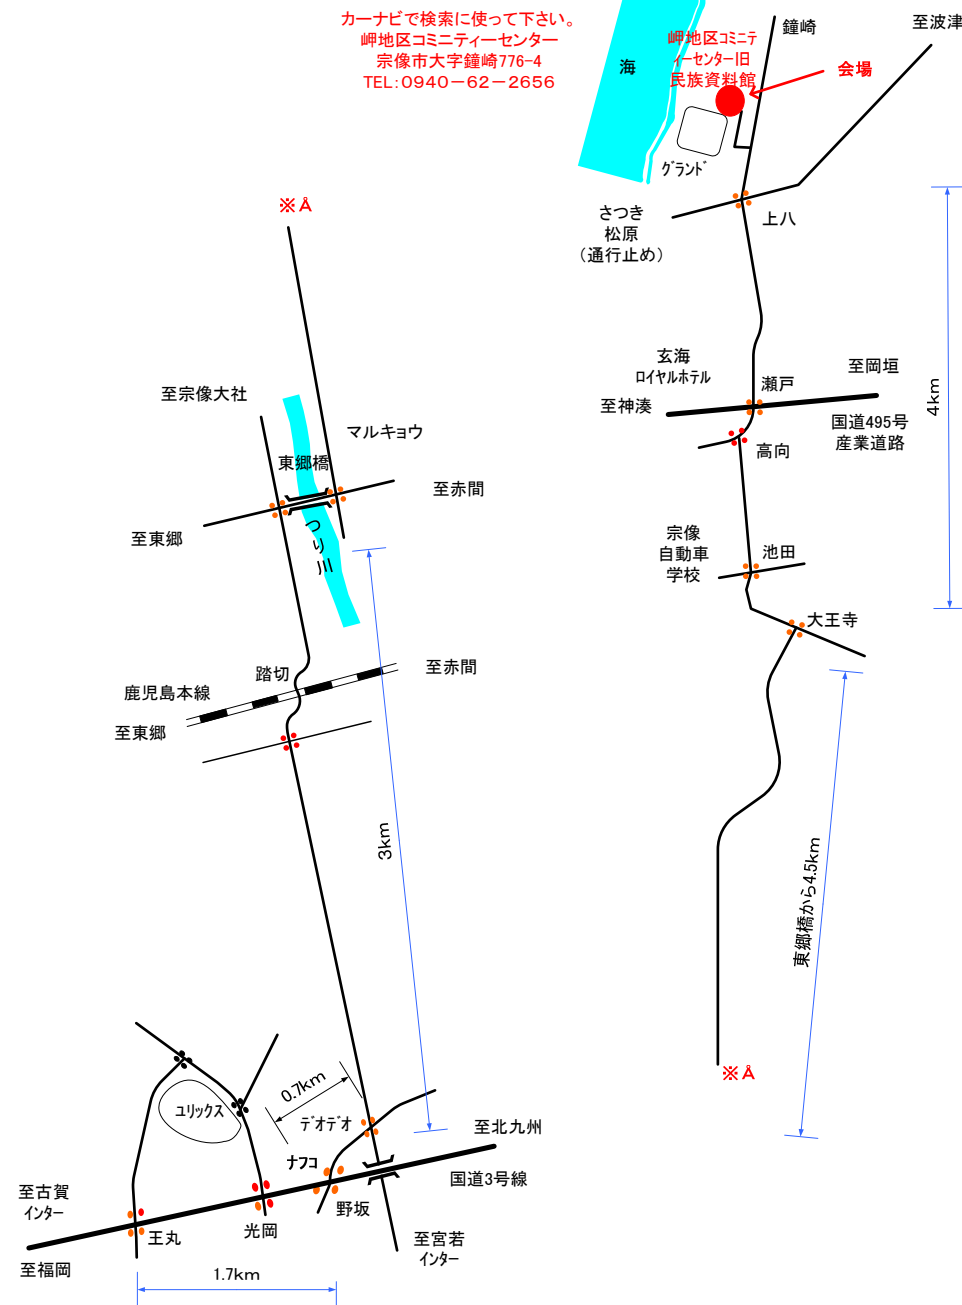 カーナビで検索に使って下さい。
岬地区コミニティーセンター
宗像市大字鐘崎776-4
TEL:0940-62-2656
海
岬地区コミニテ
ィーセンター旧
民族資料館
鐘崎
至波津
会場
グランド
さつき
松原
（通行止め）
上八
玄海
ロイヤルホテル
瀬戸
至岡垣
至神湊
国道495号
産業道路
高向
4km
宗像
自動車
学校
池田
大王寺
東郷橋から4.5km
※Å
※Å
至宗像大社
マルキョウ
東郷橋
至赤間
至東郷
つり川
踏切
至赤間
鹿児島本線
至東郷
3km
0.7km
ユリックス
デオデオ
ナフコ
至北九州
国道3号線
野坂
至古賀
インター
王丸
光岡
至福岡
至宮若
インター
1.7km